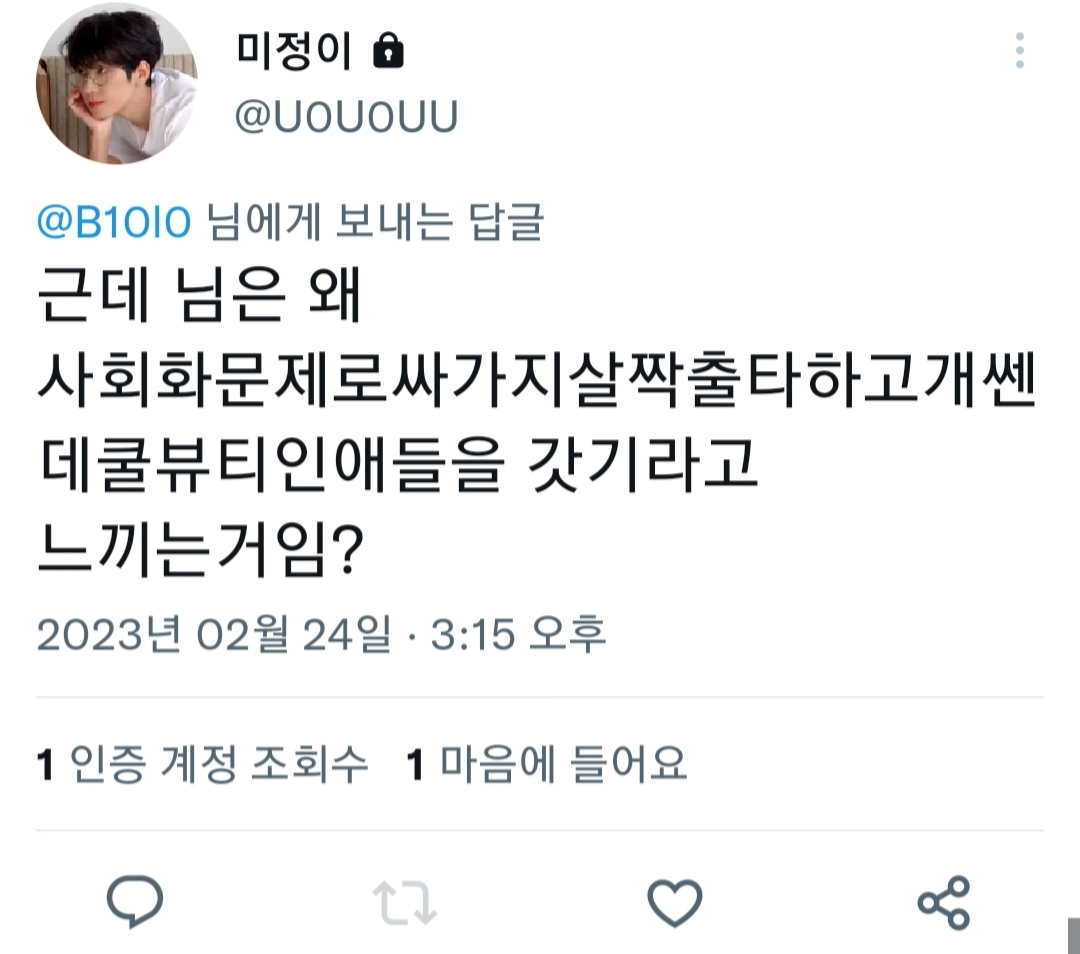 미정이
@U0U0UU
@B10I0 님에게 보내는 답글
근데 님은 왜
사회화문제로싸가지살짝출타하고개쎈
데쿨뷰티인애들을 갓기라고
느끼는거임?
2023년 02월 24일 · 3:15 오후
1 인증 계정 조회수 1 마음에 들어요